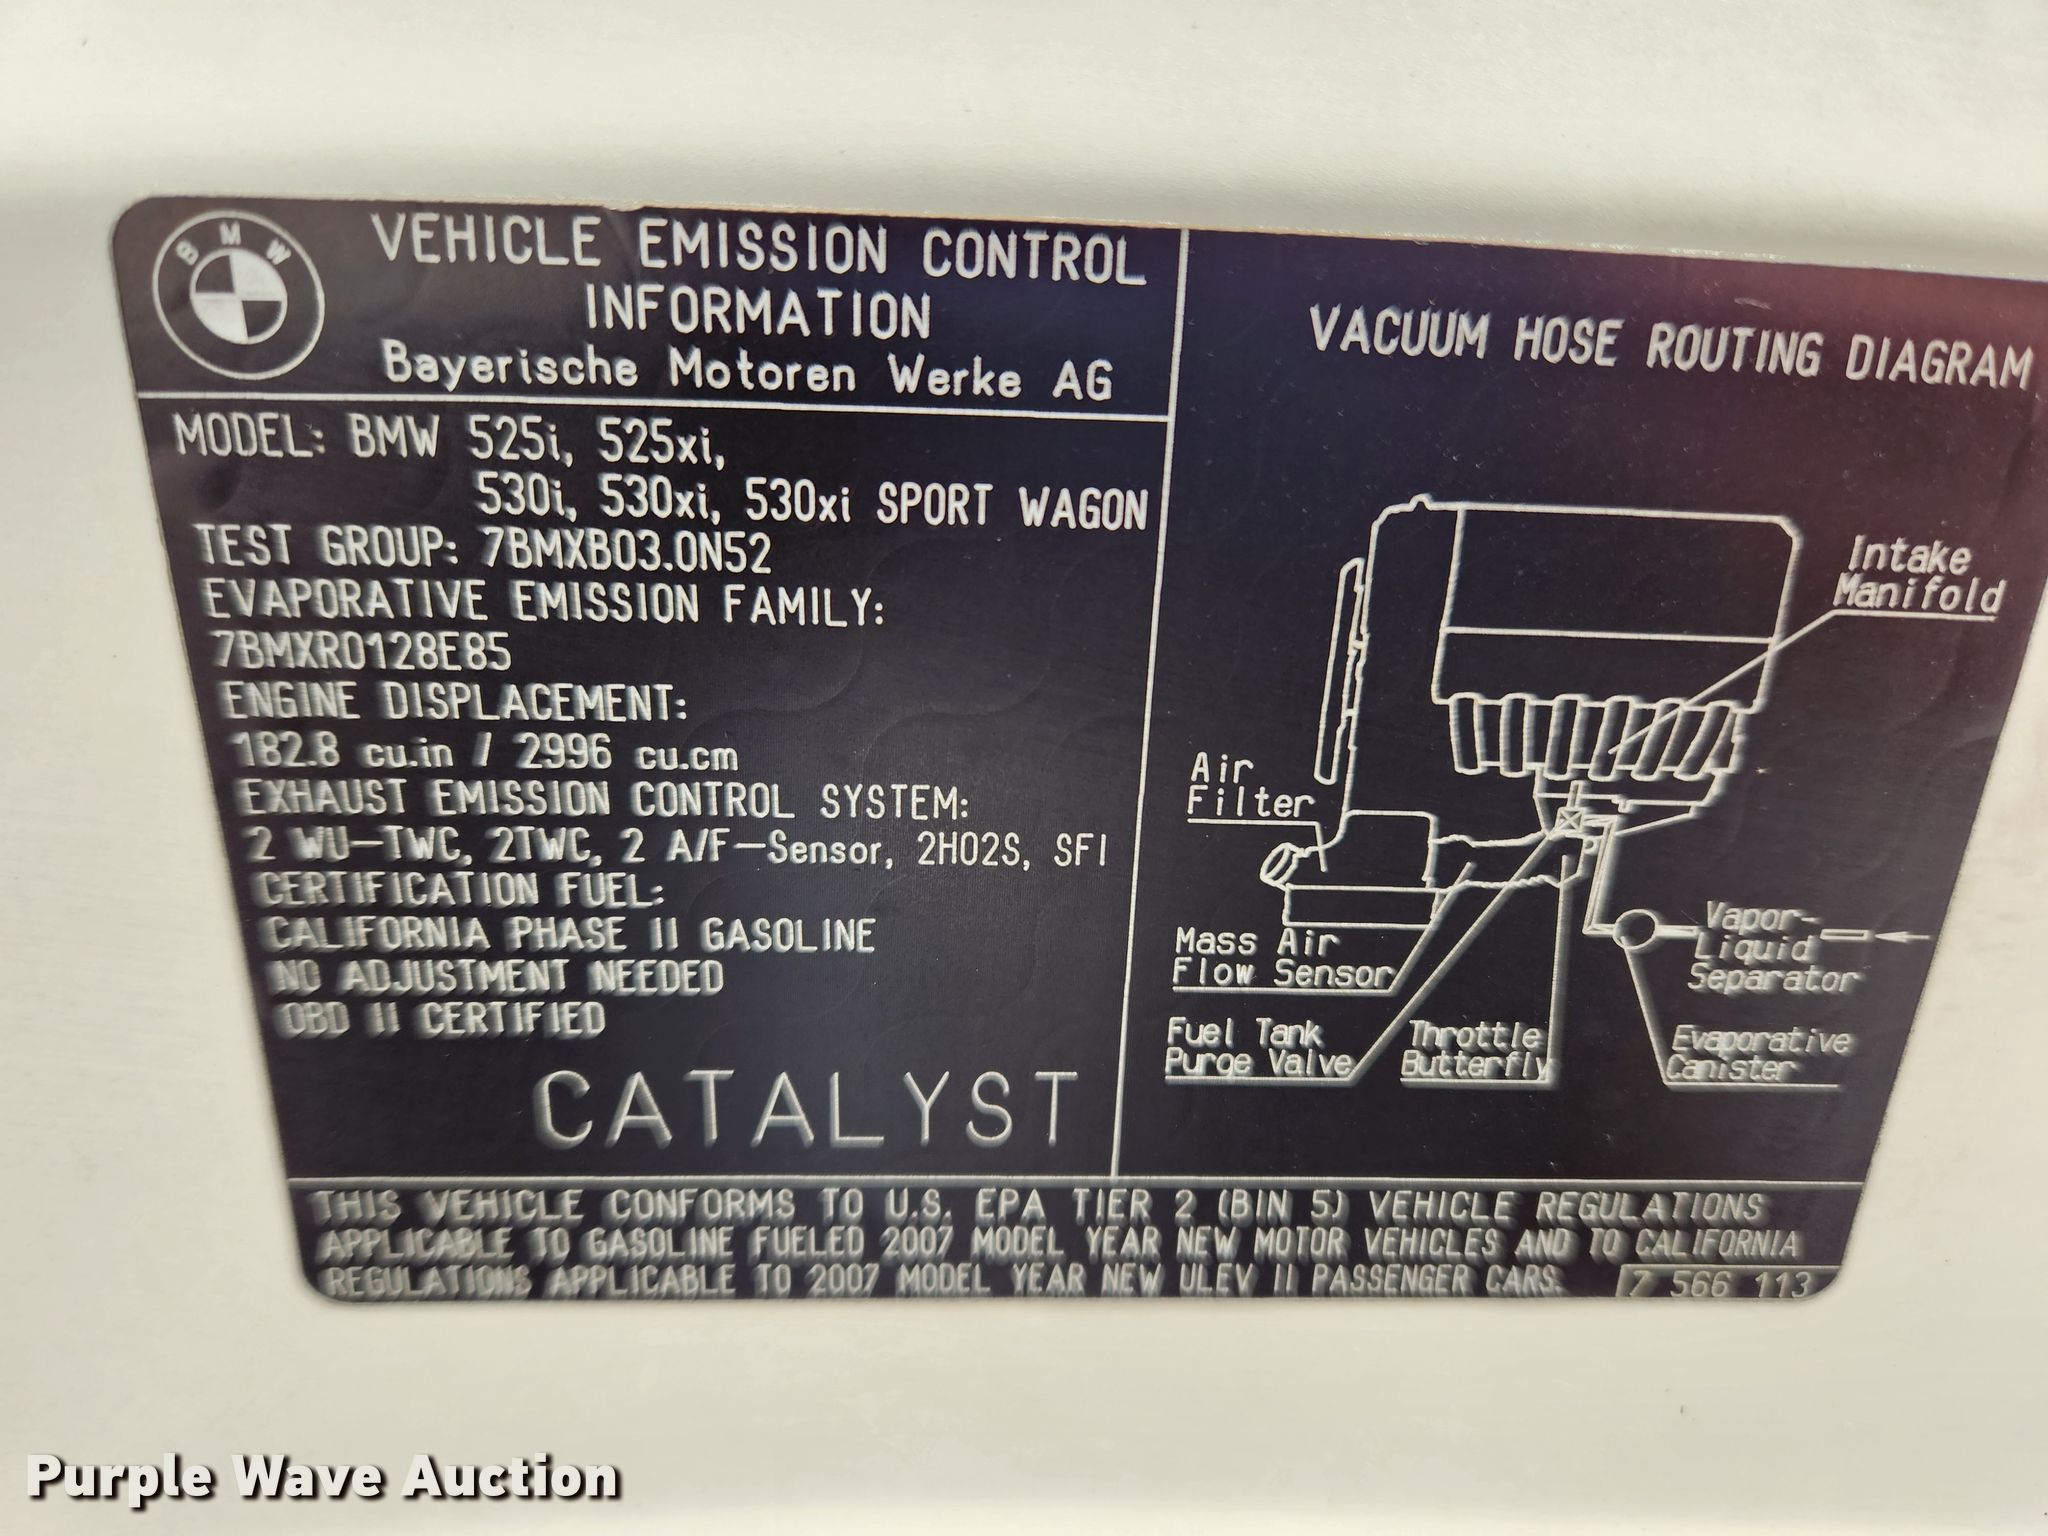 BMW
VEHICLE EMISSION CONTROL
INFORMATION
Bayerische Motoren Werke AG
MODEL: BMW 525i, 525xi,
530i, 530xi, 530xi SPORT WAGON
TEST GROUP: 7BMXB03.0N52
EVAPORATIVE EMISSION FAMILY:
7BMXR0128E85
ENGINE DISPLACEMENT:
182.8 cu.in / 2996 cu.cm
EXHAUST EMISSION CONTROL SYSTEM:
2 WU-TWC, 2TWC, 2 A/F-Sensor, 2HO2S, SFI
CERTIFICATION FUEL:
CALIFORNIA PHASE II GASOLINE
NO ADJUSTMENT NEEDED
OBD II CERTIFIED
CATALYST
VACUUM HOSE ROUTING DIAGRAM
Intake
Manifold
Air
Filter
Mass Air
Flow Sensor
Vapor-
Liquid
Separator
Fuel Tank
Purge Valve
Throttle
Butterfly
Evaporative
Canister
THIS VEHICLE CONFORMS TO U.S. EPA TIER 2 (BIN 5) VEHICLE REGULATIONS
APPLICABLE TO GASOLINE FUELED 2007 MODEL YEAR NEW MOTOR VEHICLES AND TO CALIFORNIA
REGULATIONS APPLICABLE TO 2007 MODEL YEAR NEW ULEV II PASSENGER CARS. 7 566 113
Purple Wave Auction